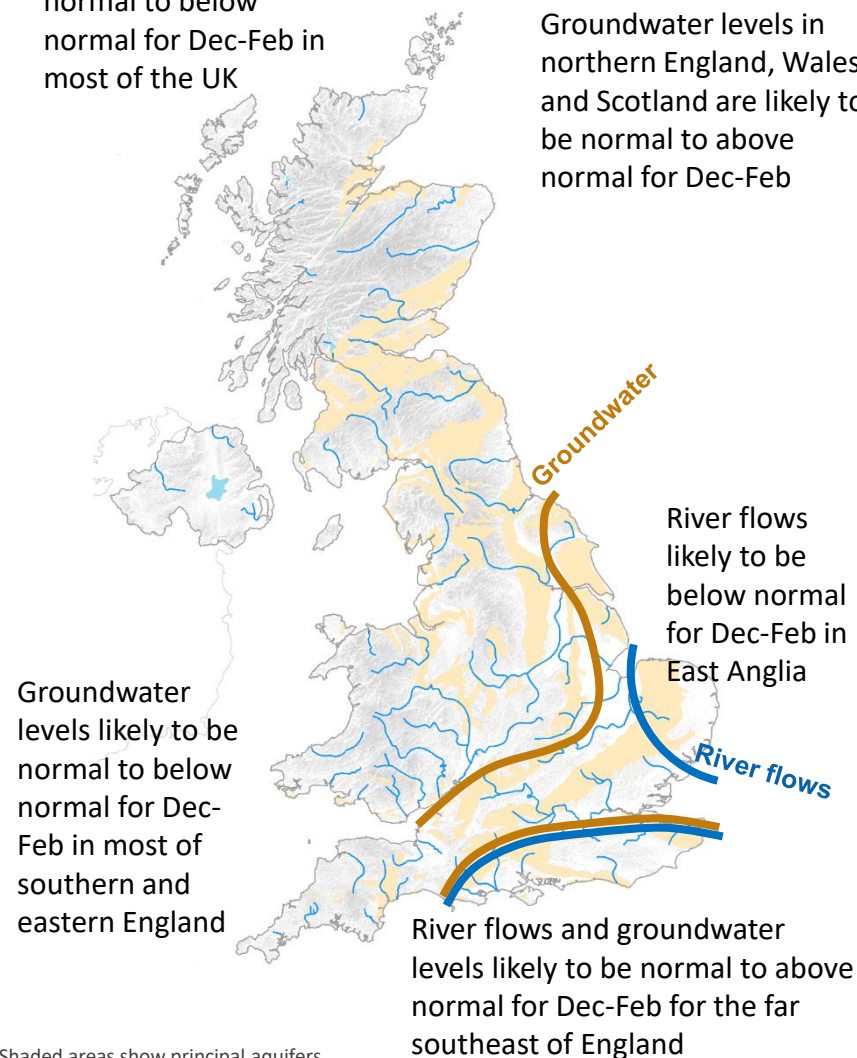 normal to below
normal for Dec-Feb in
most of the UK
Groundwater levels in
northern England, Wales
and Scotland are likely to
be normal to above
normal for Dec-Feb
Groundwater
River flows
likely to be
below normal
for Dec-Feb in
East Anglia
River flows
Groundwater
levels likely to be
normal to below
normal for Dec-
Feb in most of
southern and
eastern England
River flows and groundwater
levels likely to be normal to above
normal for Dec-Feb for the far
southeast of England
Shaded areas show principal aquifers